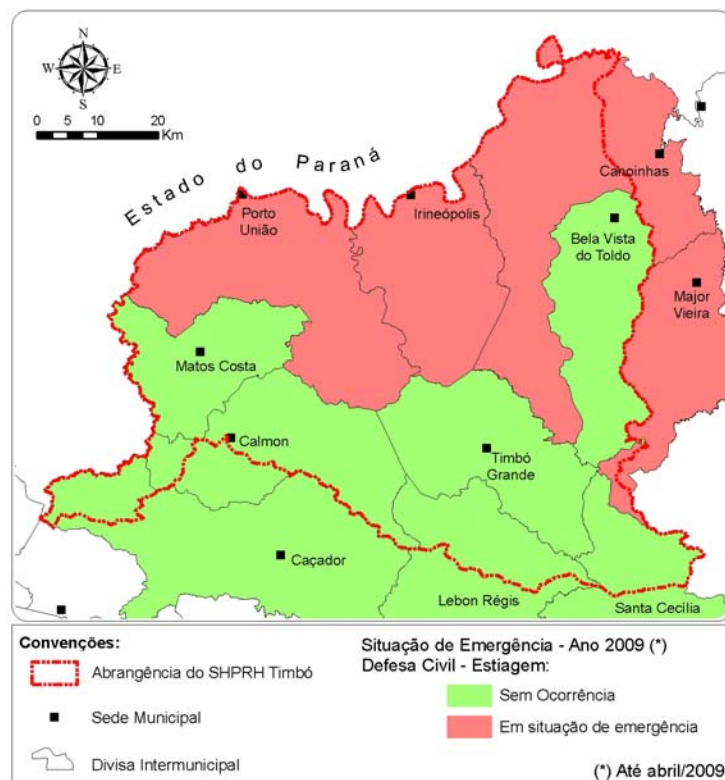 N
W E
S
0 5 10 20
Km
Estado do Paraná
Canoinhas
Porto
União
Irineópolis
Bela Vista
do Toldo
Major
Vieira
Matos Costa
Calmon
Timbó
Grande
Caçador
Lebon Régis
Santa Cecília
Convenções:
Abrangência do SHPRH Timbó
Sede Municipal
Divisa Intermunicipal
Situação de Emergência - Ano 2009 (*)
Defesa Civil - Estiagem:
Sem Ocorrência
Em situação de emergência
(*) Até abril/2009